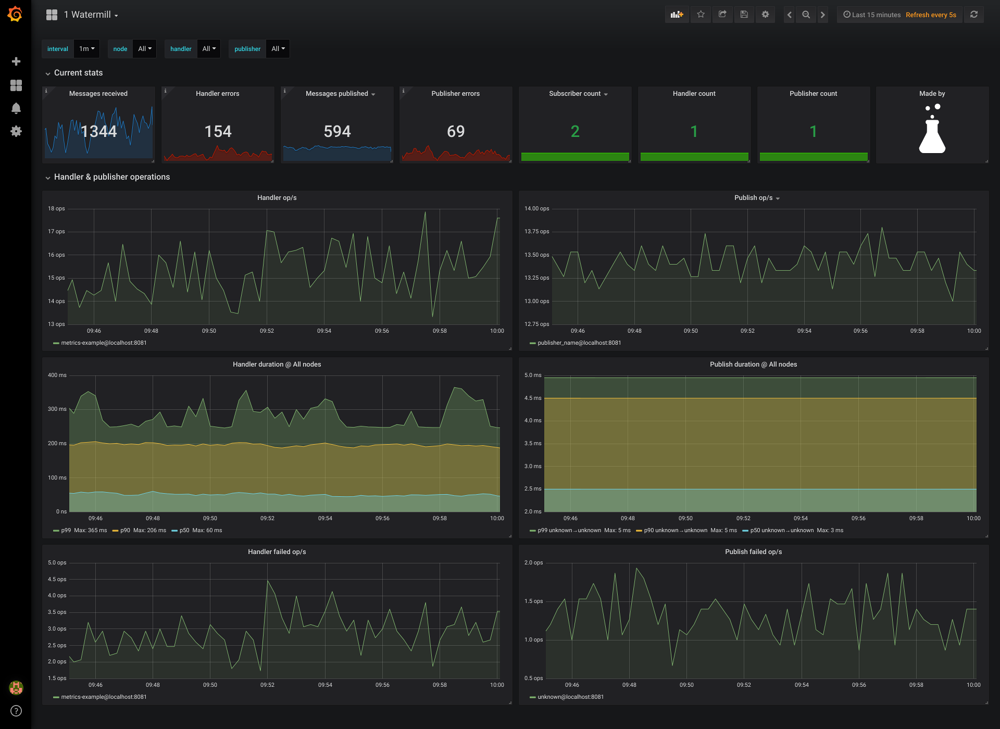 1 Watermill
Last 15 minutes Refresh every 5s
interval 1m node All handler All publisher All
Current stats
Messages received
1344
Handler errors
154
Messages published
594
Publisher errors
69
Subscriber count
2
Handler count
1
Publisher count
1
Made by
Handler & publisher operations
Handler op/s
18 ops
17 ops
16 ops
15 ops
14 ops
13 ops
09:46 09:48 09:50 09:52 09:54 09:56 09:58 10:00
metrics-example@localhost:8081
Publish op/s
14.00 ops
13.75 ops
13.50 ops
13.25 ops
13.00 ops
12.75 ops
09:46 09:48 09:50 09:52 09:54 09:56 09:58 10:00
publisher_name@localhost:8081
Handler duration @ All nodes
400 ms
300 ms
200 ms
100 ms
0 ns
09:46 09:48 09:50 09:52 09:54 09:56 09:58 10:00
p99 Max: 365 ms p90 Max: 206 ms p50 Max: 60 ms
Publish duration @ All nodes
5.0 ms
4.5 ms
4.0 ms
3.5 ms
3.0 ms
2.5 ms
2.0 ms
09:46 09:48 09:50 09:52 09:54 09:56 09:58 10:00
p99 unknown→unknown Max: 5 ms p90 unknown→unknown Max: 5 ms p50 unknown→unknown Max: 3 ms
Handler failed op/s
5.0 ops
4.5 ops
4.0 ops
3.5 ops
3.0 ops
2.5 ops
2.0 ops
1.5 ops
09:46 09:48 09:50 09:52 09:54 09:56 09:58 10:00
metrics-example@localhost:8081
Publish failed op/s
2.0 ops
1.5 ops
1.0 ops
0.5 ops
09:46 09:48 09:50 09:52 09:54 09:56 09:58 10:00
unknown@localhost:8081